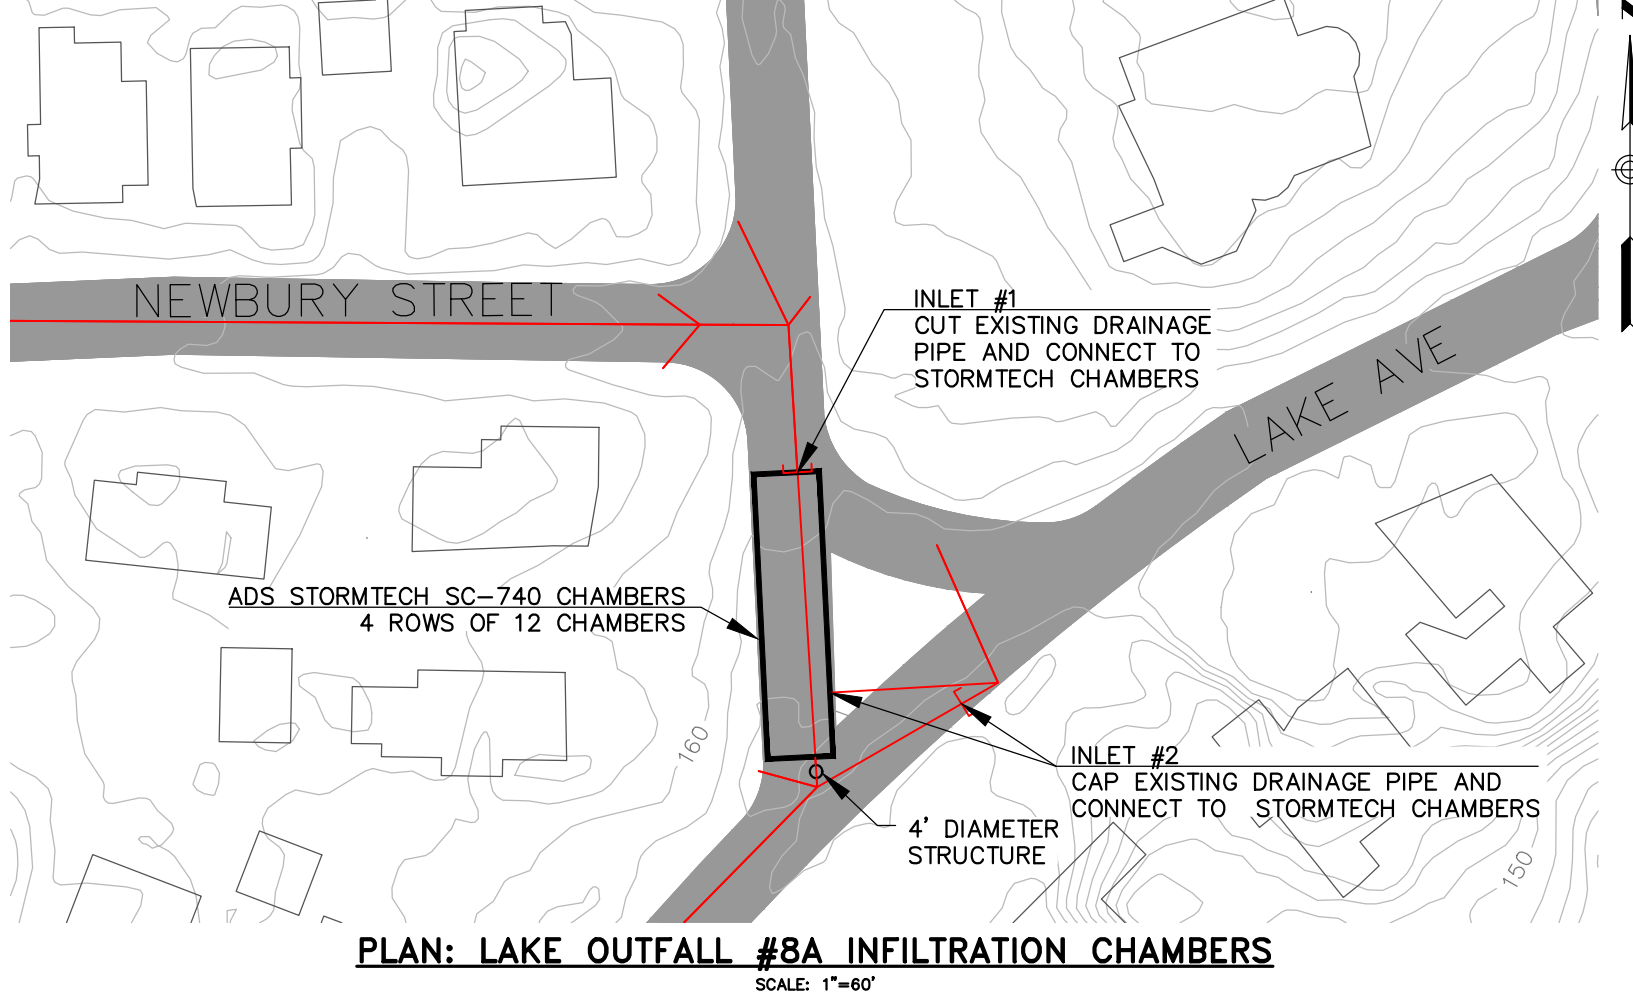 NEWBURY STREET
INLET #1
CUT EXISTING DRAINAGE
PIPE AND CONNECT TO
STORMTECH CHAMBERS
LAKE AVE
ADS STORMTECH SC-740 CHAMBERS
4 ROWS OF 12 CHAMBERS
160
INLET #2
CAP EXISTING DRAINAGE PIPE AND
CONNECT TO STORMTECH CHAMBERS
4' DIAMETER
STRUCTURE
150
PLAN: LAKE OUTFALL #8A INFILTRATION CHAMBERS
SCALE: 1"=60'